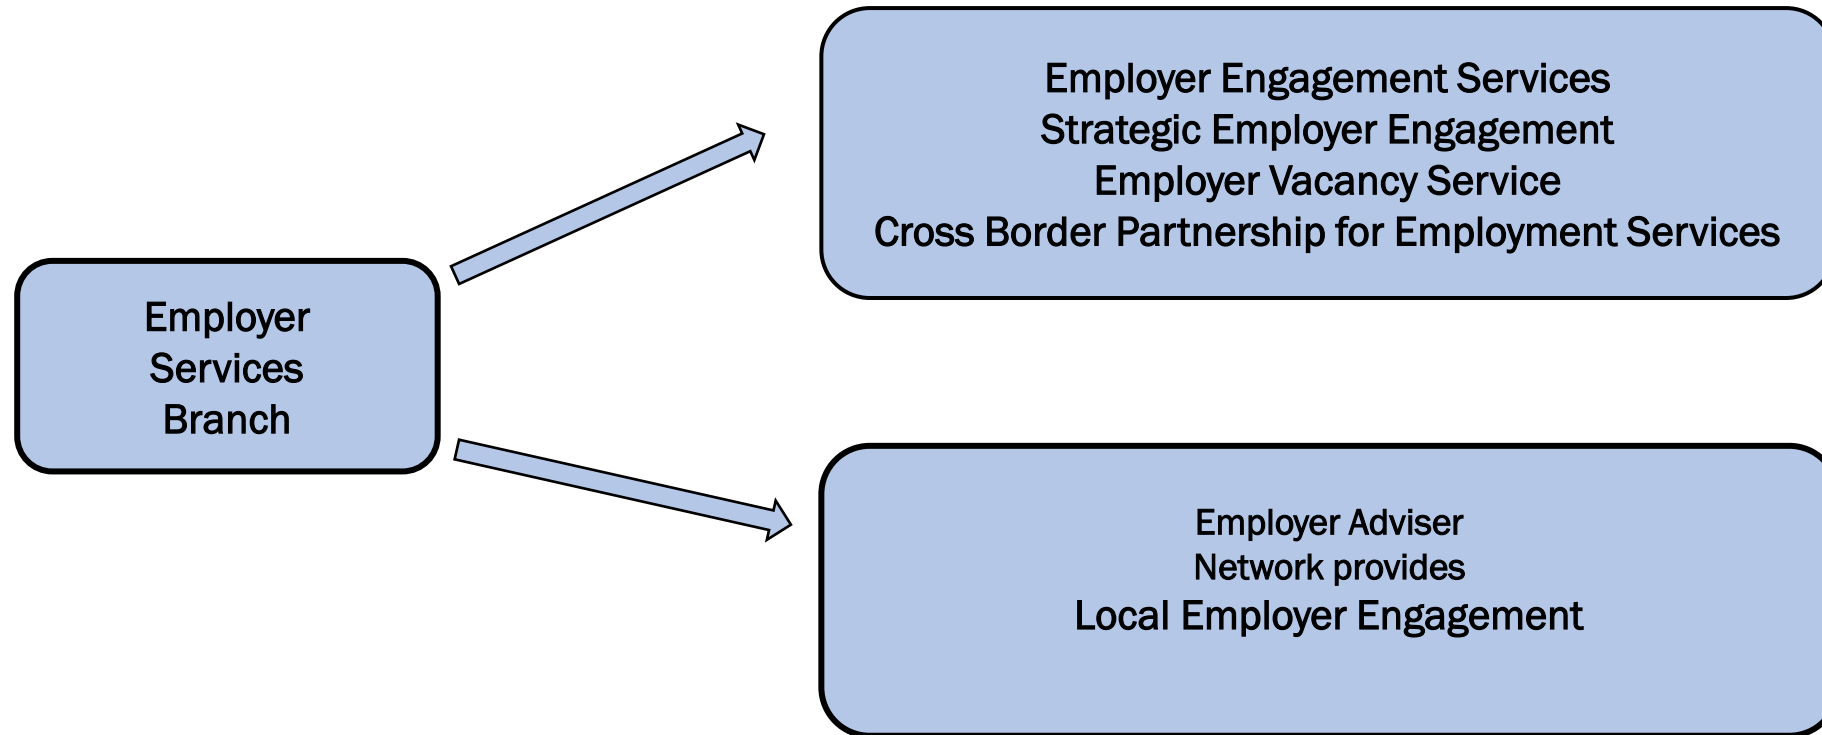 Employer Engagement Services
Strategic Employer Engagement
Employer Vacancy Service
Cross Border Partnership for Employment Services
Employer
Services
Branch
Employer Adviser
Network provides
Local Employer Engagement